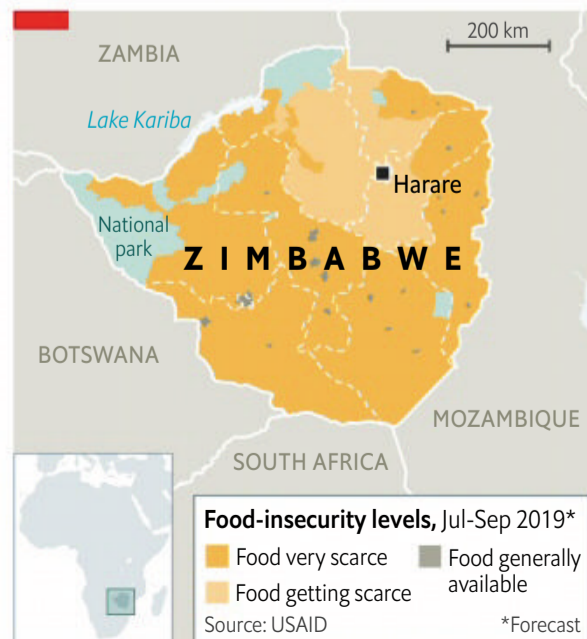 200 km
ZAMBIA
Lake Kariba
Harare
National
park
ZIMBABWE
BOTSWANA
MOZAMBIQUE
SOUTH AFRICA
Food-insecurity levels, Jul-Sep 2019*
Food very scarce
Food generally
available
Food getting scarce
Source: USAID
*Forecast